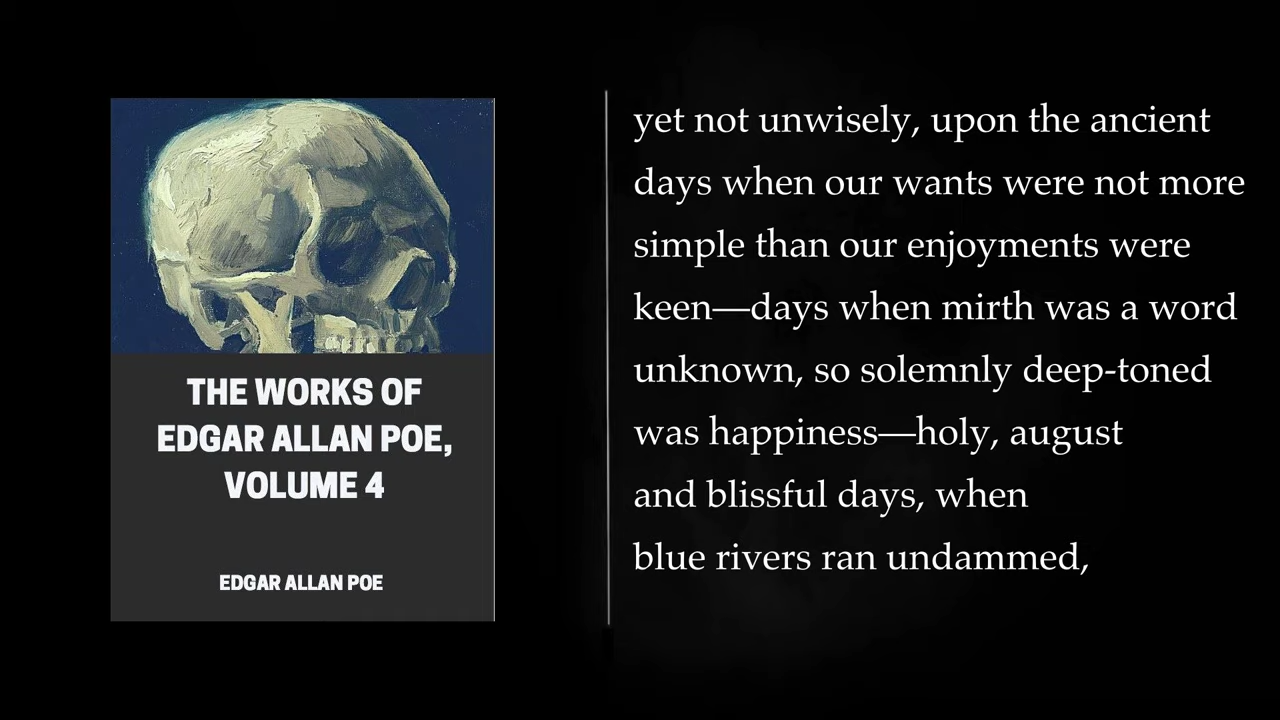 THE WORKS OF
EDGAR ALLAN POE,
VOLUME 4
EDGAR ALLAN POE
yet not unwisely, upon the ancient
days when our wants were not more
simple than our enjoyments were
keen—days when mirth was a word
unknown, so solemnly deep-toned
was happiness—holy, august
and blissful days, when
blue rivers ran undammed,